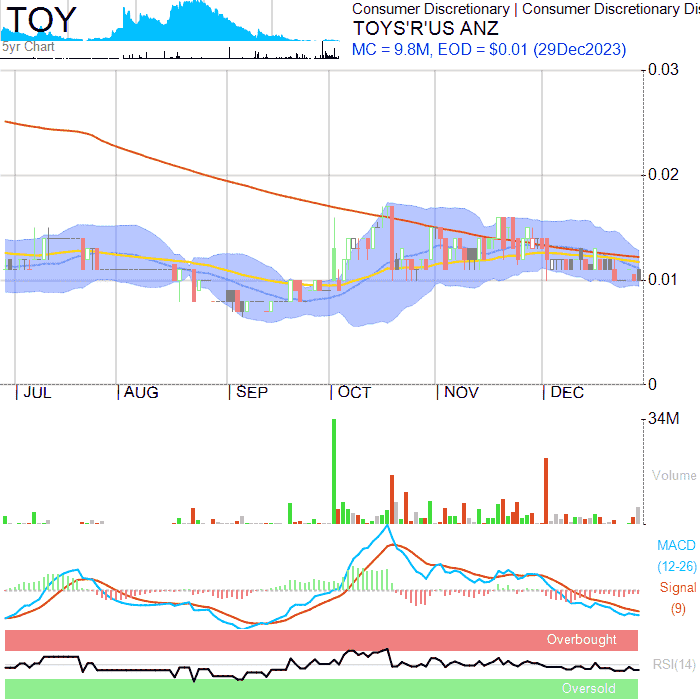 TOY
5yr Chart
Consumer Discretionary | Consumer Discretionary Dis
TOYS'R'US ANZ
MC = 9.8M, EOD = $0.01 (29Dec2023)
0.03
0.02
0.01
0
| JUL | AUG | SEP | OCT | NOV | DEC
34M
Volume
MACD
(12-26)
Signal
(9)
Overbought
RSI(14)
Oversold